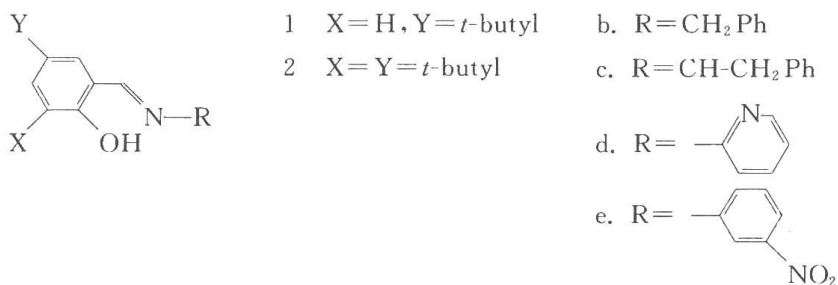 Y
X
OH
N—R
1 X=H,Y=t-butyl
2 X=Y=t-butyl
b. R=CH₂Ph
c. R=CH-CH₂Ph
d. R=
N
e. R=
NO₂